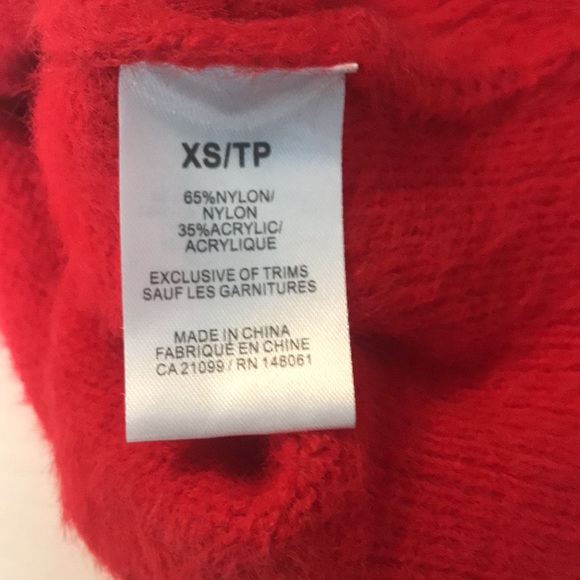 XS/TP
65%NYLON/
NYLON
35%ACRYLIC/
ACRYLIQUE
EXCLUSIVE OF TRIMS
SAUF LES GARNITURES
MADE IN CHINA
FABRIQUÉ EN CHINE
CA 21099 / RN 148061